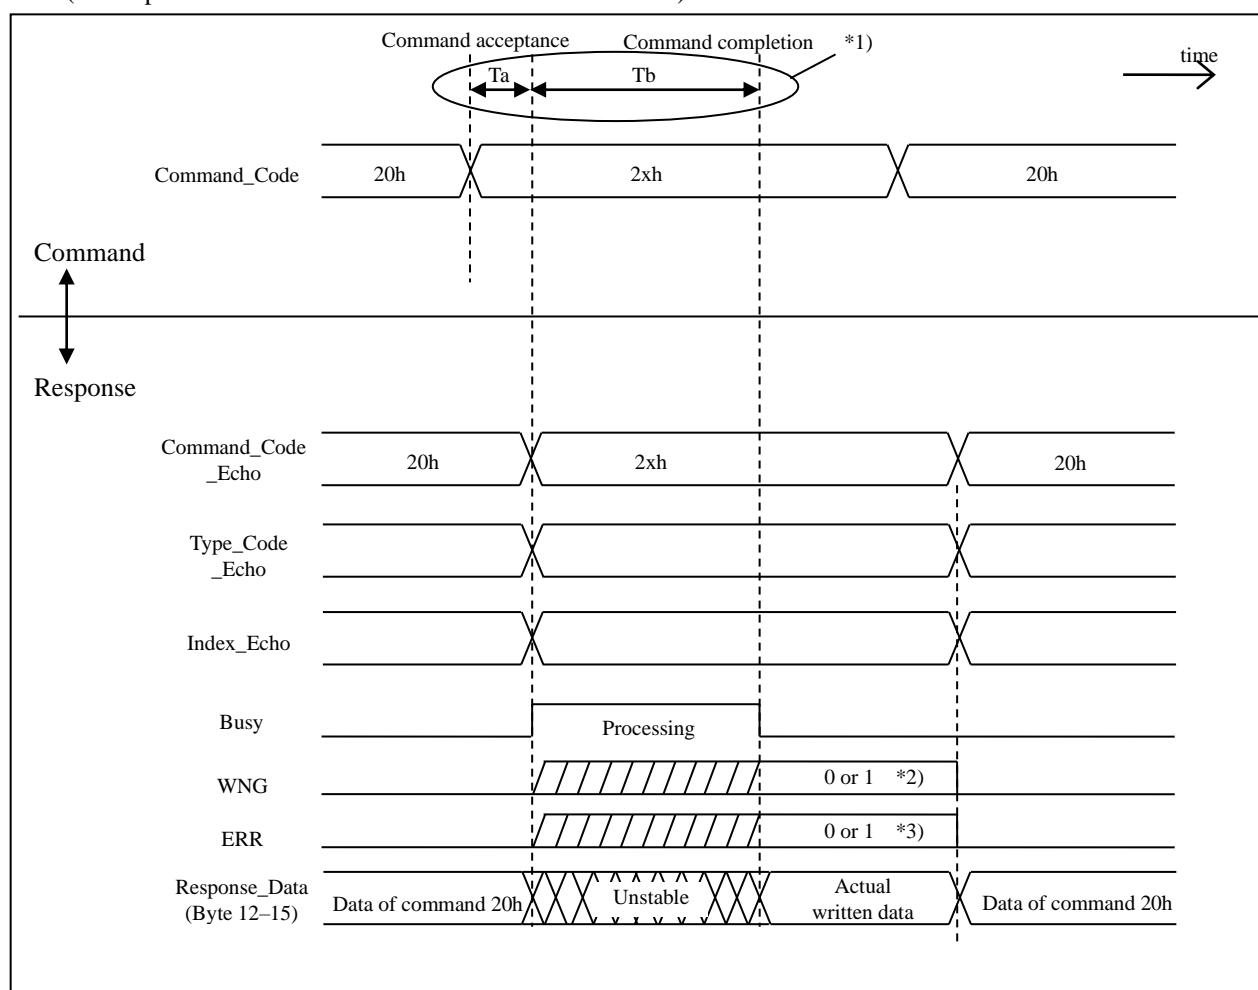 Command acceptance
Command completion *1)
time
Ta
Tb
Command_Code
20h
2xh
20h
Command
Response
Command_Code
_Echo
20h
2xh
20h
Type_Code
_Echo
Index_Echo
Busy
Processing
WNG
0 or 1 *2)
ERR
0 or 1 *3)
Response_Data
(Byte 12–15)
Data of command 20h
Unstable
Actual
written data
Data of command 20h